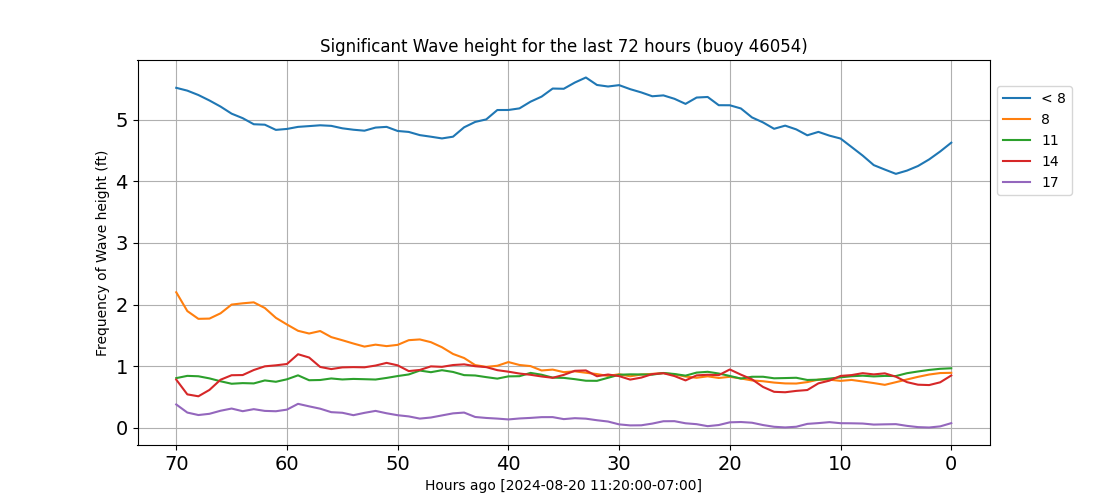 Significant Wave height for the last 72 hours (buoy 46054)
Frequency of Wave height (ft)
5
4
3
2
1
0
70 60 50 40 30 20 10 0
Hours ago [2024-08-20 11:20:00-07:00]
< 8
8
11
14
17